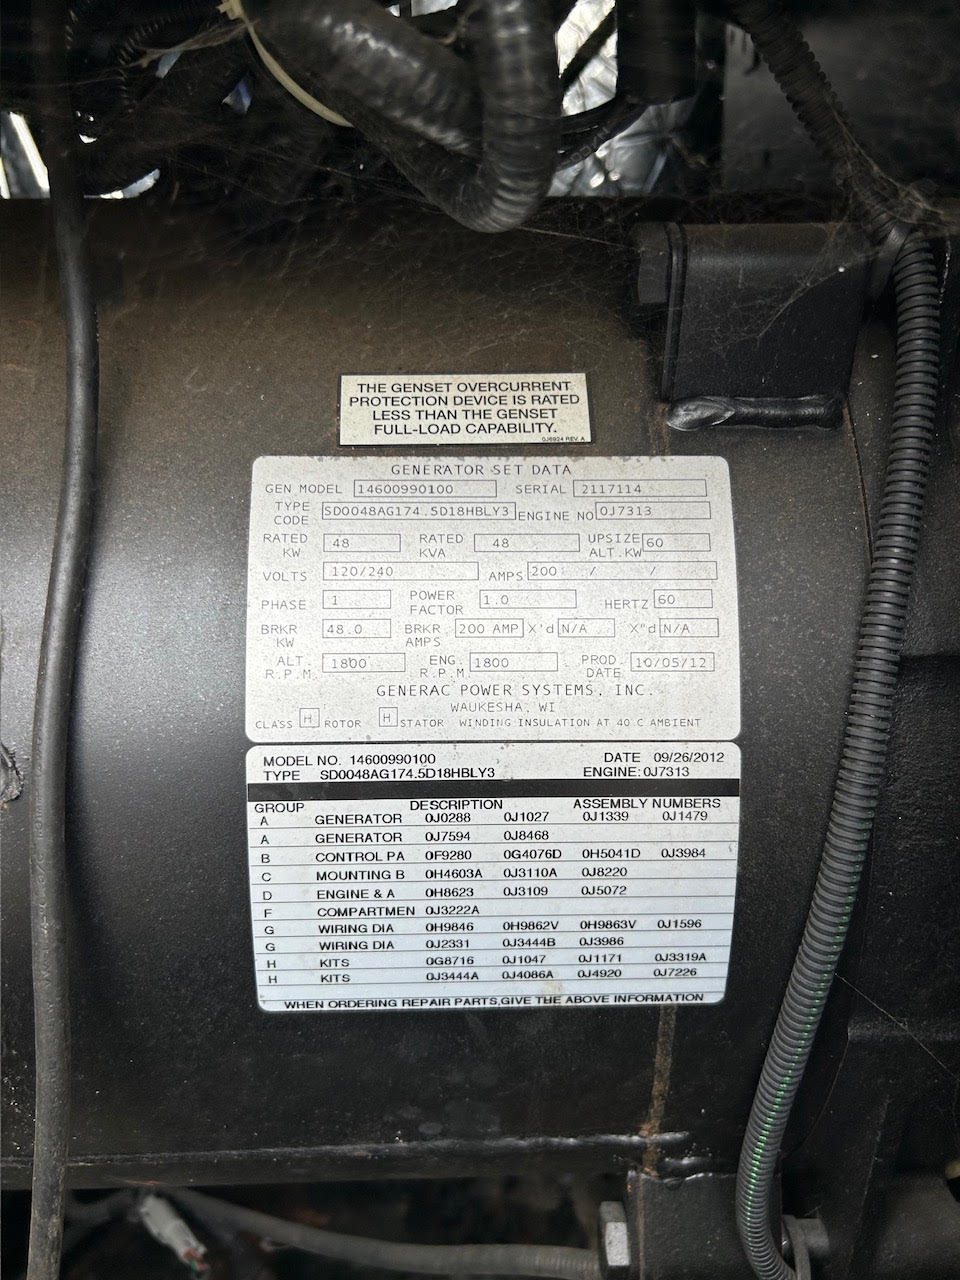 THE GENSET OVERCURRENT
PROTECTION DEVICE IS RATED
LESS THAN THE GENSET
FULL-LOAD CAPABILITY.
0J6924 REV. A
GENERATOR SET DATA
GEN MODEL 14600990100 SERIAL 2117114
TYPE CODE SD0048AG174.5D18HBLY3 ENGINE NO 0J7313
RATED KW 48 RATED KVA 48 UPSIZE ALT.KW 60
VOLTS 120/240 AMPS 200 / /
PHASE 1 POWER FACTOR 1.0 HERTZ 60
BRKR KW 48.0 BRKR AMPS 200 AMP X'd N/A X"d N/A
ALT. R.P.M. 1800 ENG. R.P.M. 1800 PROD. DATE 10/05/12
GENERAC POWER SYSTEMS, INC.
WAUKESHA, WI
CLASS H ROTOR H STATOR WINDING INSULATION AT 40 C AMBIENT
MODEL NO. 14600990100 DATE 09/26/2012
TYPE SD0048AG174.5D18HBLY3 ENGINE: 0J7313
GROUP DESCRIPTION ASSEMBLY NUMBERS
A GENERATOR 0J0288 0J1027 0J1339 0J1479
A GENERATOR 0J7594 0J8468
B CONTROL PA 0F9280 0G4076D 0H5041D 0J3984
C MOUNTING B 0H4603A 0J3110A 0J8220
D ENGINE & A 0H8623 0J3109 0J5072
F COMPARTMEN 0J3222A
G WIRING DIA 0H9846 0H9862V 0H9863V 0J1596
G WIRING DIA 0J2331 0J3444B 0J3986
H KITS 0G8716 0J1047 0J1171 0J3319A
H KITS 0J3444A 0J4086A 0J4920 0J7226
WHEN ORDERING REPAIR PARTS,GIVE THE ABOVE INFORMATION